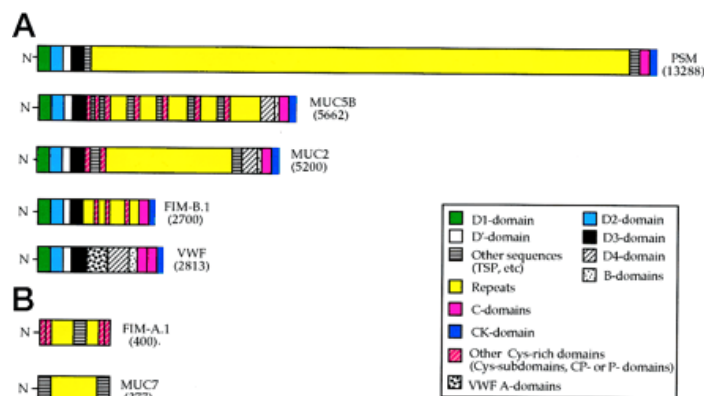 A
N-
PSM
(13288)
N-
MUC5B
(5662)
N-
MUC2
(5200)
N-
FIM-B.1
(2700)
N-
VWF
(2813)
D1-domain
D2-domain
D'-domain
D3-domain
Other sequences
(TSP, etc)
D4-domain
B-domains
Repeats
C-domains
CK-domain
Other Cys-rich domains
(Cys-subdomains, CP- or P- domains)
VWF A-domains
B
N-
FIM-A.1
(400).
N-
MUC7